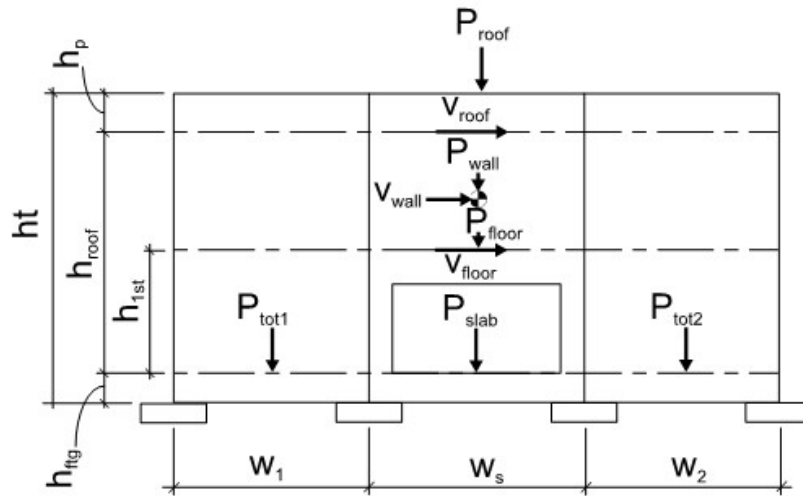 P_roof
h_p
v_roof
P_wall
v_wall
P_floor
v_floor
ht
h_roof
h_1st
P_tot1
P_slab
P_tot2
h_ftg
w_1
w_s
w_2